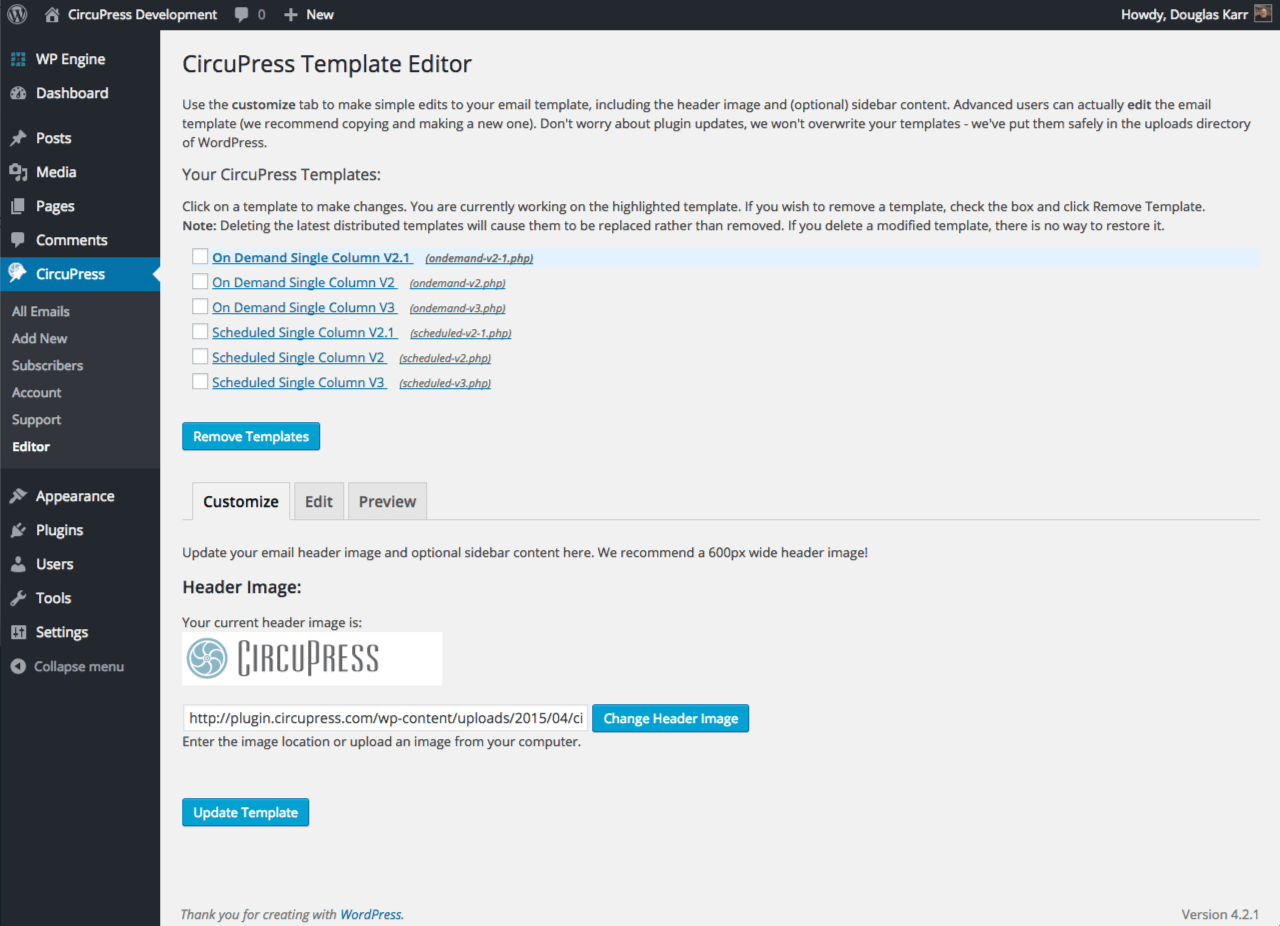 CircuPress Development 0 New Howdy, Douglas Karr
WP Engine
Dashboard
Posts
Media
Pages
Comments
CircuPress
All Emails
Add New
Subscribers
Account
Support
Editor
Appearance
Plugins
Users
Tools
Settings
Collapse menu
CircuPress Template Editor
Use the customize tab to make simple edits to your email template, including the header image and (optional) sidebar content. Advanced users can actually edit the email
template (we recommend copying and making a new one). Don't worry about plugin updates, we won't overwrite your templates - we've put them safely in the uploads directory
of WordPress.
Your CircuPress Templates:
Click on a template to make changes. You are currently working on the highlighted template. If you wish to remove a template, check the box and click Remove Template.
Note: Deleting the latest distributed templates will cause them to be replaced rather than removed. If you delete a modified template, there is no way to restore it.
On Demand Single Column V2.1 (ondemand-v2-1.php)
On Demand Single Column V2 (ondemand-v2.php)
On Demand Single Column V3 (ondemand-v3.php)
Scheduled Single Column V2.1 (scheduled-v2-1.php)
Scheduled Single Column V2 (scheduled-v2.php)
Scheduled Single Column V3 (scheduled-v3.php)
Remove Templates
Customize Edit Preview
Update your email header image and optional sidebar content here. We recommend a 600px wide header image!
Header Image:
Your current header image is:
CIRCUPRESS
http://plugin.circupress.com/wp-content/uploads/2015/04/ci Change Header Image
Enter the image location or upload an image from your computer.
Update Template
Thank you for creating with WordPress. Version 4.2.1